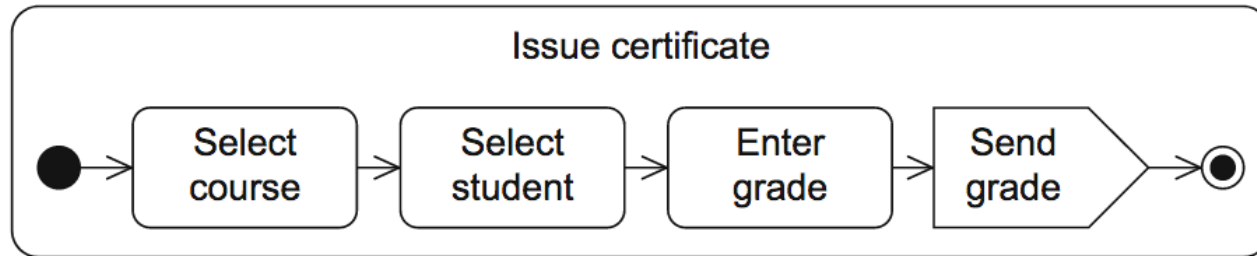 Issue certificate
Select
course
Select
student
Enter
grade
Send
grade